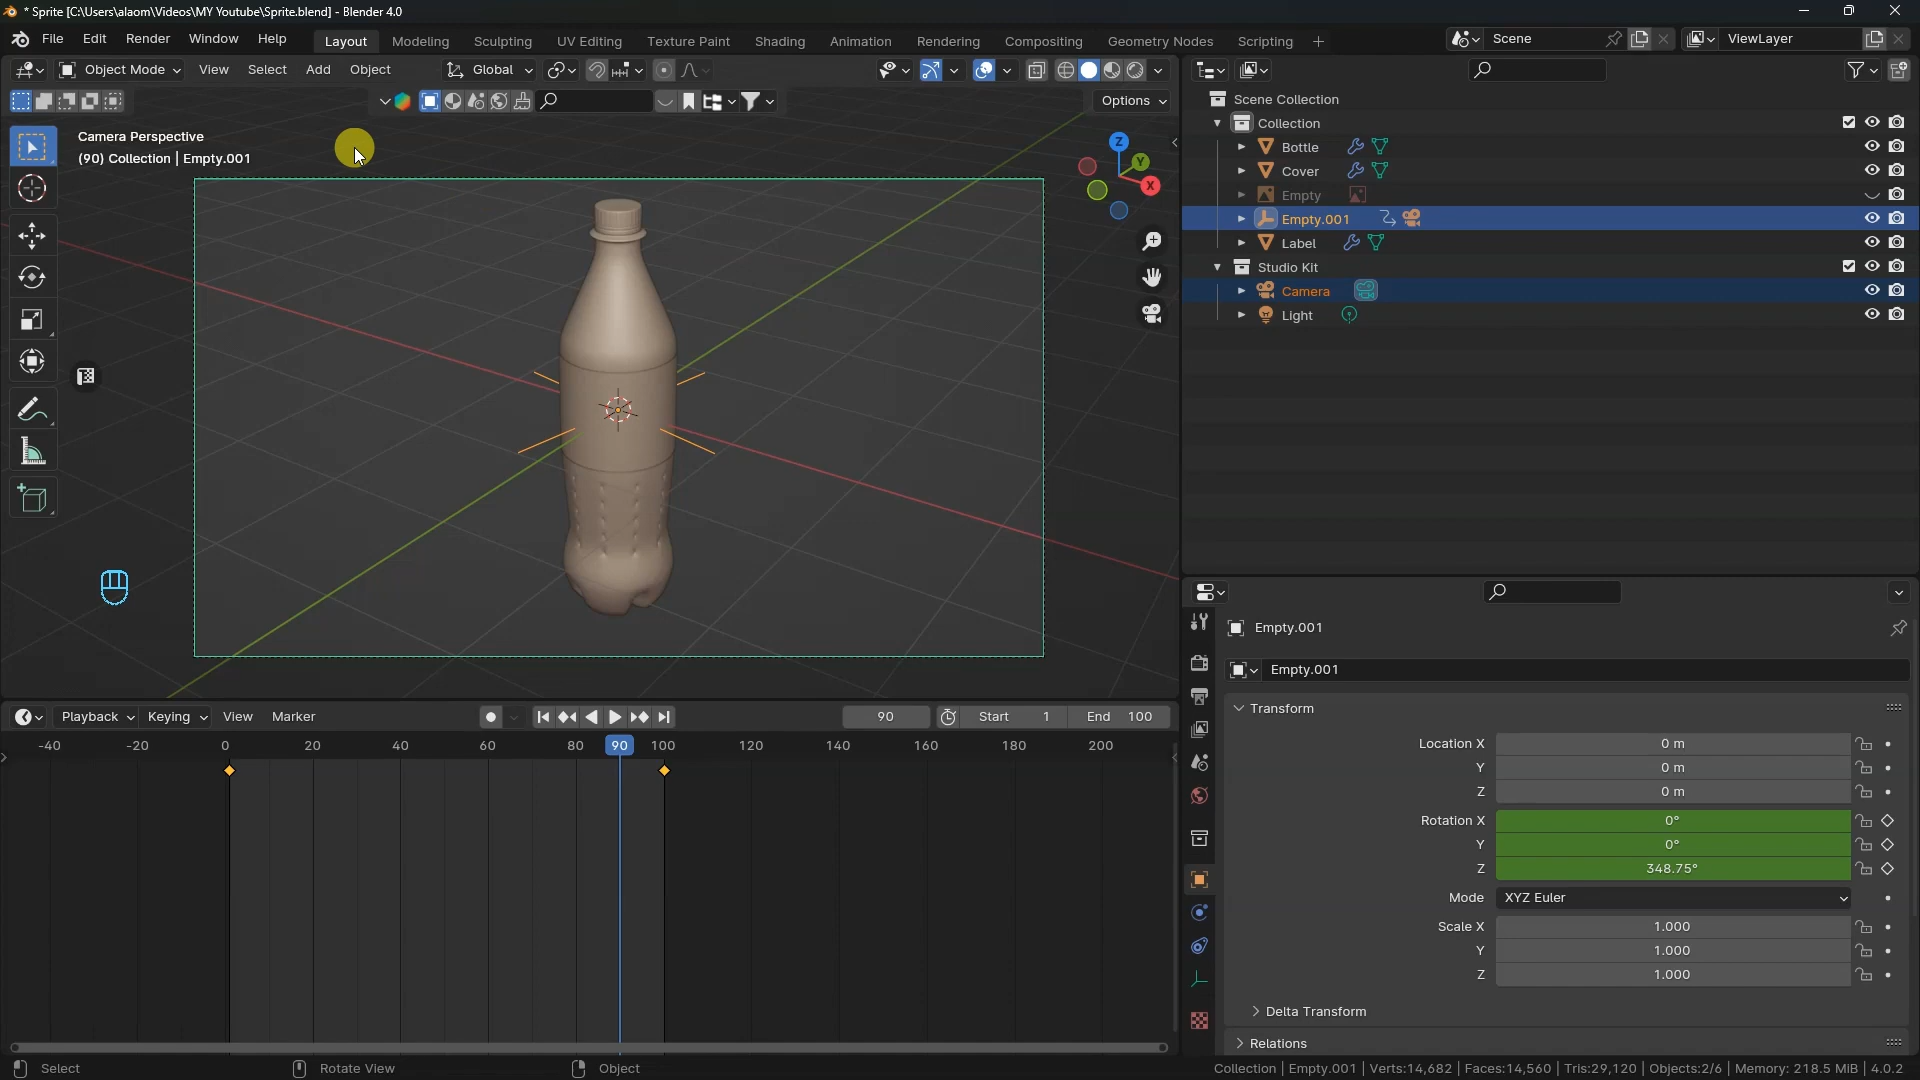 * Sprite [C:\Users\alaom\Videos\MY Youtube\Sprite.blend] - Blender 4.0
File Edit Render Window Help Layout Modeling Sculpting UV Editing Texture Paint Shading Animation Rendering Compositing Geometry Nodes Scripting + Scene ViewLayer
Object Mode View Select Add Object Global
Options
Camera Perspective
(90) Collection | Empty.001
Z
Y
X
Scene Collection
Collection
Bottle
Cover
Empty
Empty.001
Label
Studio Kit
Camera
Light
Playback Keying View Marker 90 Start 1 End 100
-40 -20 0 20 40 60 80 90 100 120 140 160 180 200
Empty.001
Empty.001
Transform
Location X 0 m
Y 0 m
Z 0 m
Rotation X 0°
Y 0°
Z 348.75°
Mode XYZ Euler
Scale X 1.000
Y 1.000
Z 1.000
Delta Transform
Relations
Select Rotate View Object
Collection | Empty.001 | Verts:14,682 | Faces:14,560 | Tris:29,120 | Objects:2/6 | Memory: 218.5 MiB | 4.0.2